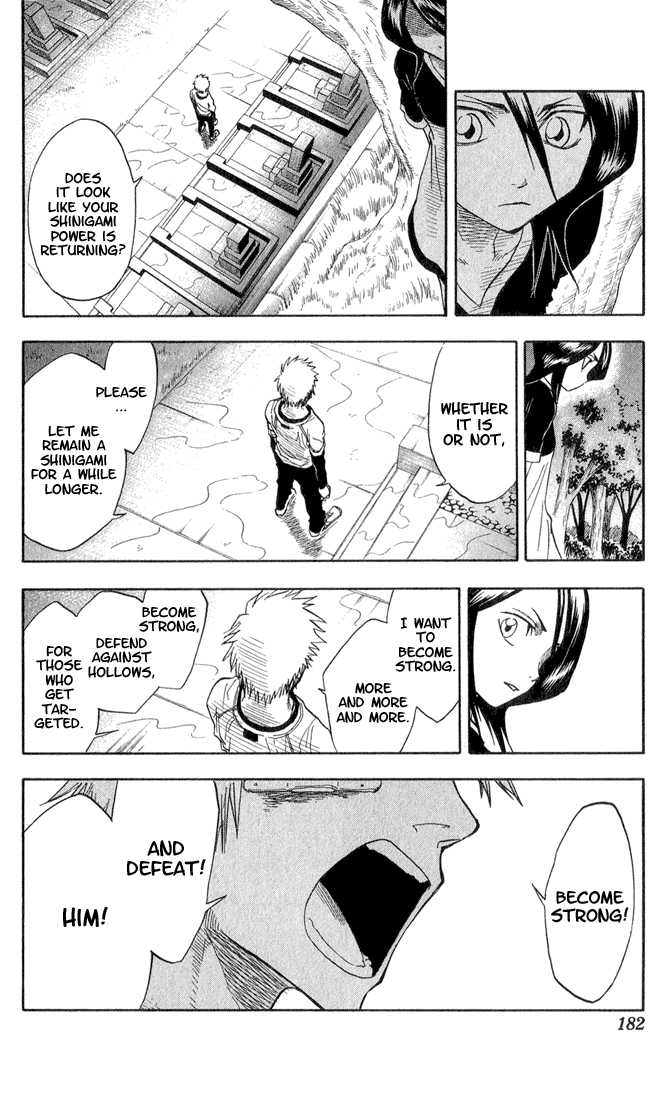 DOES
IT LOOK
LIKE YOUR
SHINIGAMI
POWER IS
RETURNING?
WHETHER
IT IS
OR NOT,
PLEASE
...
LET ME
REMAIN A
SHINIGAMI
FOR A WHILE
LONGER.
I WANT
TO
BECOME
STRONG.
MORE
AND MORE
AND MORE.
BECOME
STRONG,
DEFEND
AGAINST
HOLLOWS,
FOR
THOSE
WHO
GET
TAR-
GETED.
BECOME
STRONG!
AND
DEFEAT!
HIM!
182